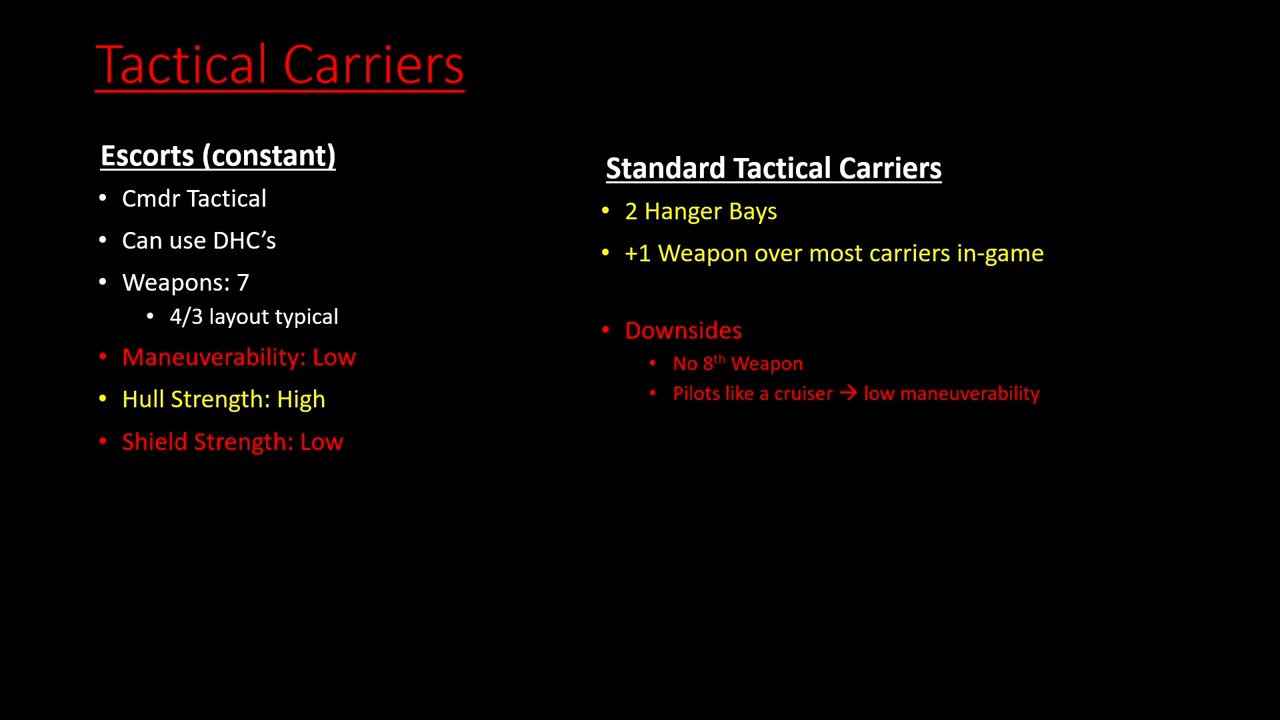 Tactical Carriers
Escorts (constant)
• Cmdr Tactical
• Can use DHC’s
• Weapons: 7
• 4/3 layout typical
• Maneuverability: Low
• Hull Strength: High
• Shield Strength: Low
Standard Tactical Carriers
• 2 Hanger Bays
• +1 Weapon over most carriers in-game
• Downsides
• No 8th Weapon
• Pilots like a cruiser → low maneuverability